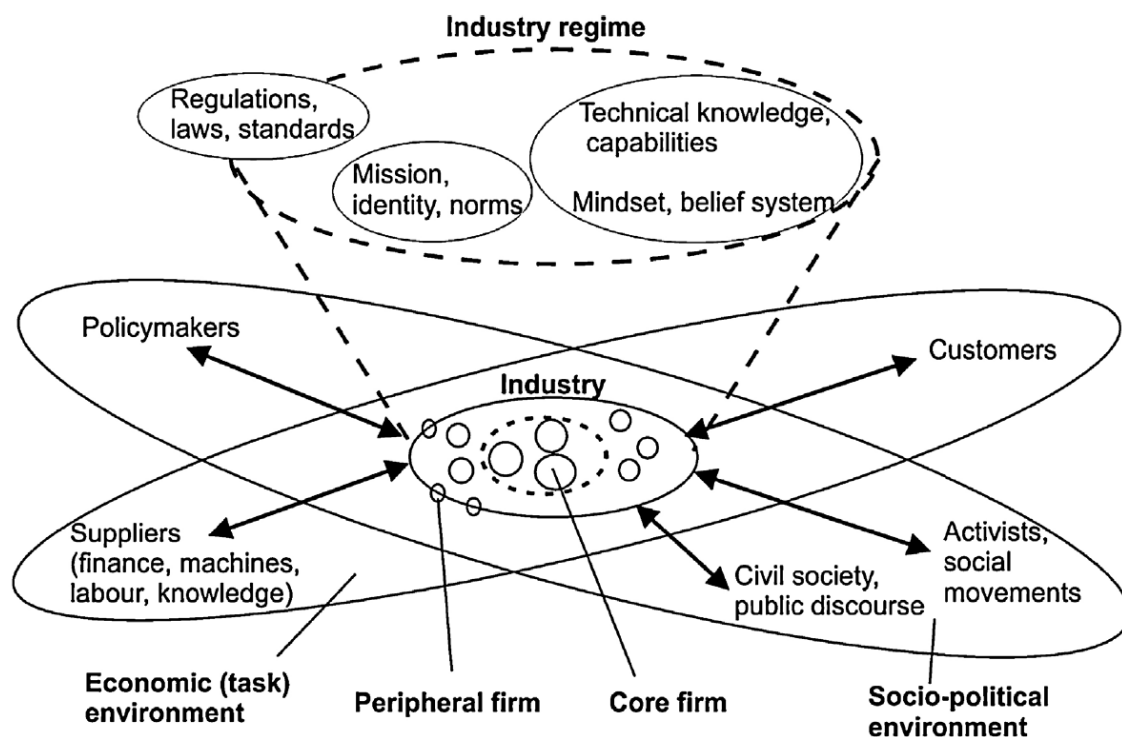 Industry regime
Regulations,
laws, standards
Technical knowledge,
capabilities
Mission,
identity, norms
Mindset, belief system
Policymakers
Customers
Industry
Suppliers
(finance, machines,
labour, knowledge)
Activists,
social
movements
Civil society,
public discourse
Economic (task)
environment
Peripheral firm
Core firm
Socio-political
environment